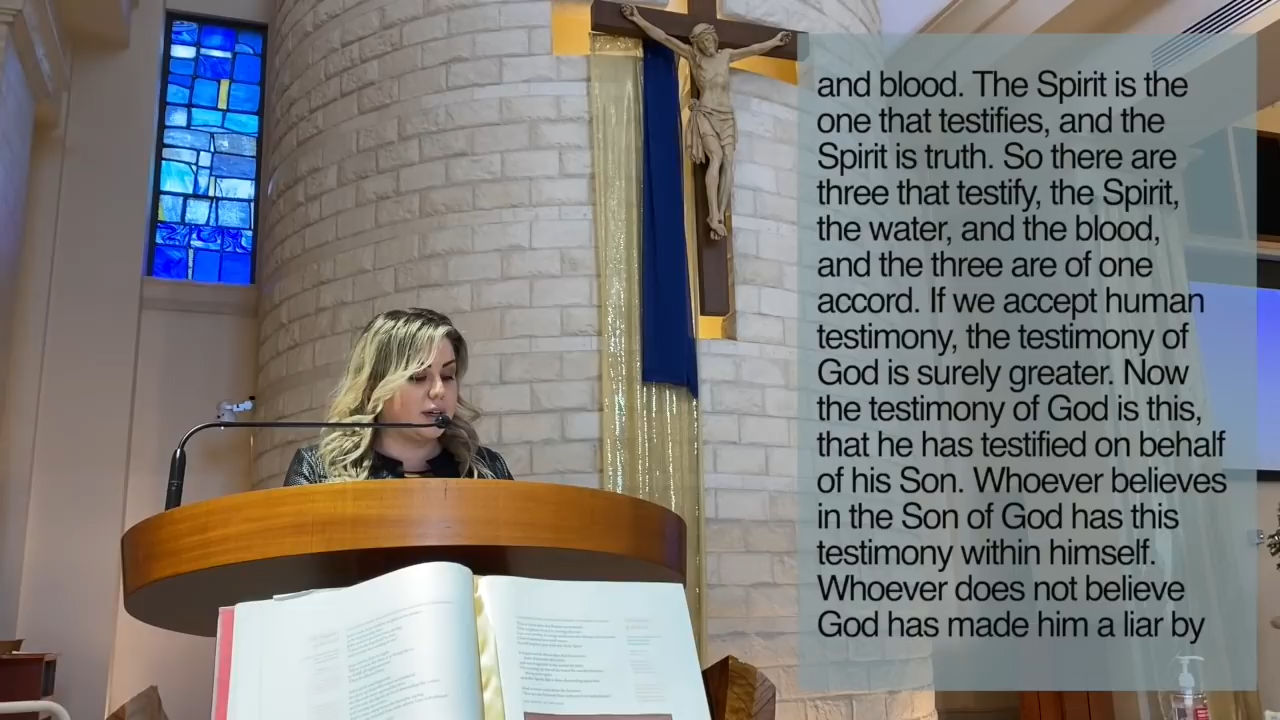 and blood. The Spirit is the
one that testifies, and the
Spirit is truth. So there are
three that testify, the Spirit,
the water, and the blood,
and the three are of one
accord. If we accept human
testimony, the testimony of
God is surely greater. Now
the testimony of God is this,
that he has testified on behalf
of his Son. Whoever believes
in the Son of God has this
testimony within himself.
Whoever does not believe
God has made him a liar by